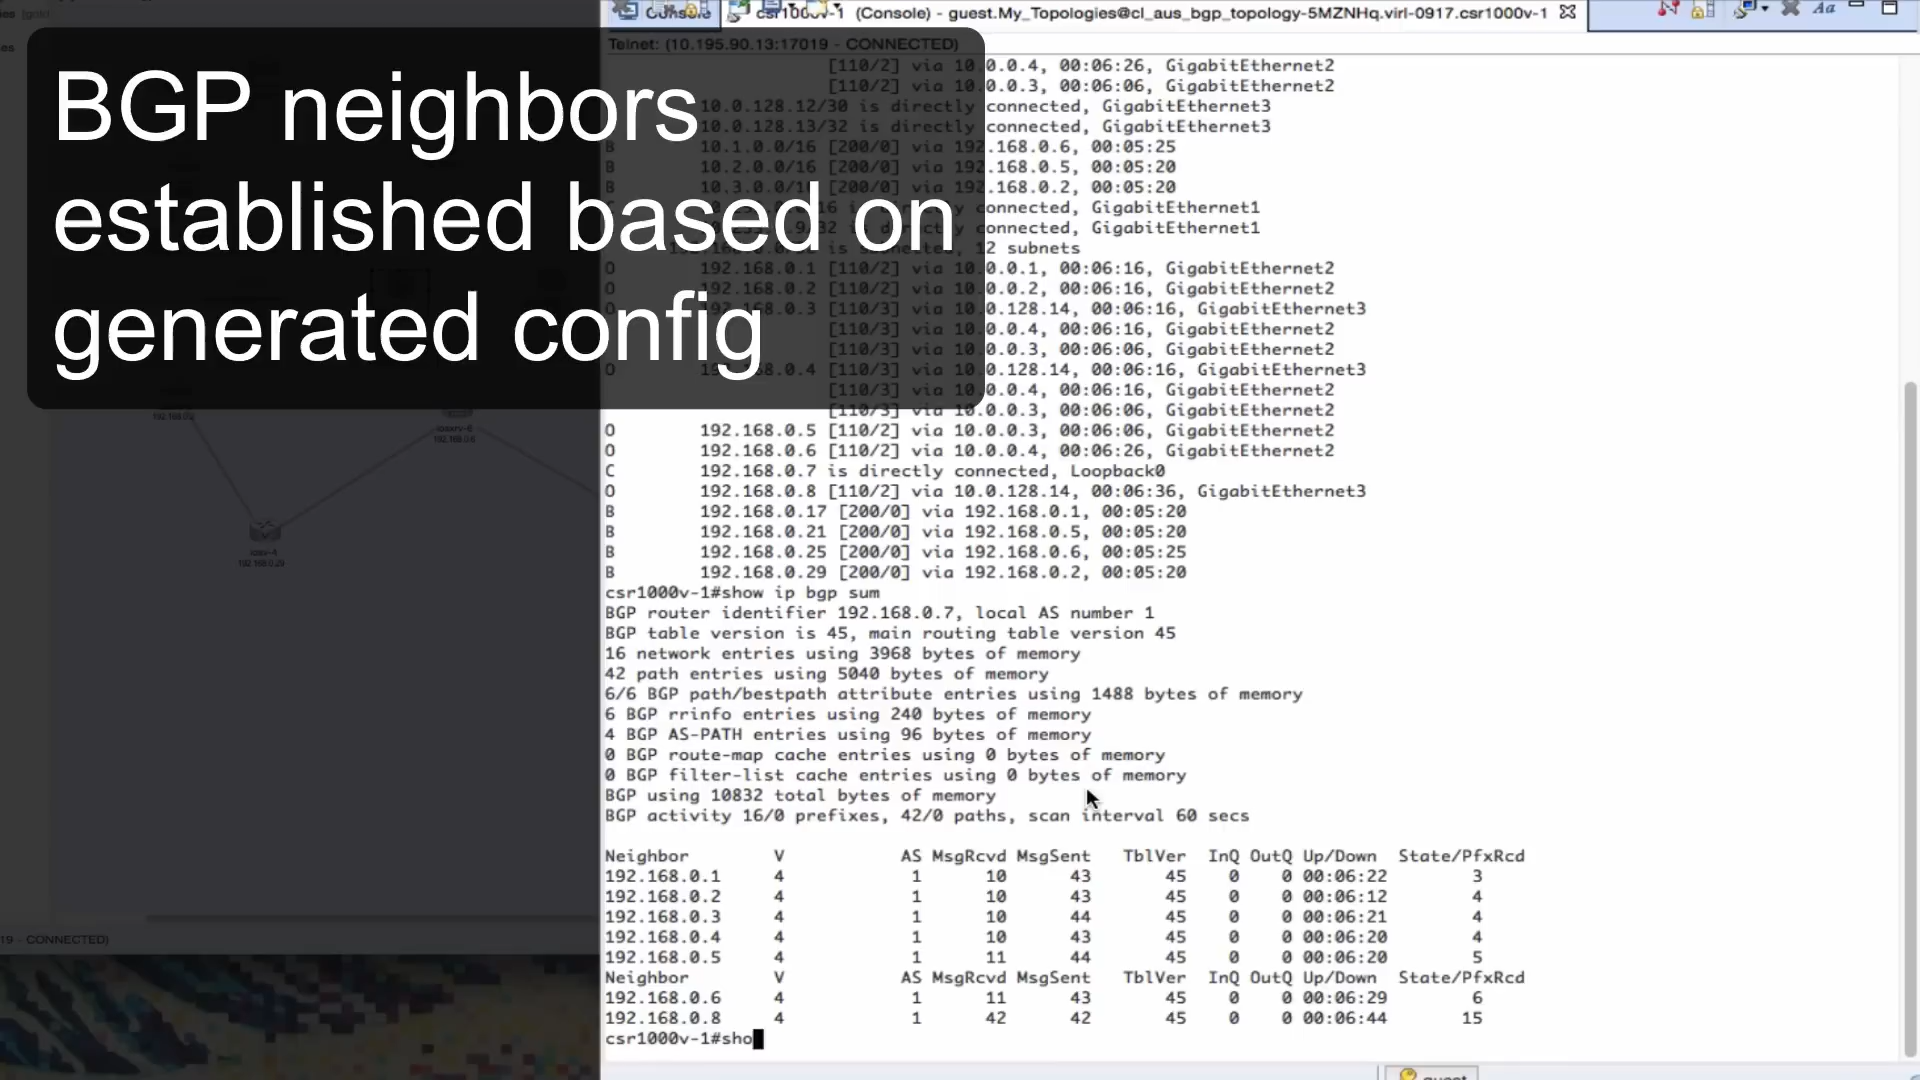 Console
csr1000v-1 (Console) - guest.My_Topologies@cl_aus_bgp_topology-5MZNHq.virl-0917.csr1000v-1
Aa
Telnet: (10.195.90.13:17019 - CONNECTED)
BGP neighbors
established based on
generated config
[110/2] via 10.0.0.4, 00:06:26, GigabitEthernet2
[110/2] via 10.0.0.3, 00:06:06, GigabitEthernet2
10.0.128.12/30 is directly connected, GigabitEthernet3
10.0.128.13/32 is directly connected, GigabitEthernet3
B 10.1.0.0/16 [200/0] via 192.168.0.6, 00:05:25
B 10.2.0.0/16 [200/0] via 192.168.0.5, 00:05:20
B 10.3.0.0/16 [200/0] via 192.168.0.2, 00:05:20
connected, GigabitEthernet1
connected, GigabitEthernet1
12 subnets
O 192.168.0.1 [110/2] via 10.0.0.1, 00:06:16, GigabitEthernet2
O 192.168.0.2 [110/2] via 10.0.0.2, 00:06:16, GigabitEthernet2
O 192.168.0.3 [110/3] via 10.0.128.14, 00:06:16, GigabitEthernet3
[110/3] via 10.0.0.4, 00:06:16, GigabitEthernet2
[110/3] via 10.0.0.3, 00:06:06, GigabitEthernet2
O 192.168.0.4 [110/3] via 10.0.128.14, 00:06:16, GigabitEthernet3
[110/3] via 10.0.0.4, 00:06:16, GigabitEthernet2
[110/3] via 10.0.0.3, 00:06:06, GigabitEthernet2
O 192.168.0.5 [110/2] via 10.0.0.3, 00:06:06, GigabitEthernet2
O 192.168.0.6 [110/2] via 10.0.0.4, 00:06:26, GigabitEthernet2
C 192.168.0.7 is directly connected, Loopback0
O 192.168.0.8 [110/2] via 10.0.128.14, 00:06:36, GigabitEthernet3
B 192.168.0.17 [200/0] via 192.168.0.1, 00:05:20
B 192.168.0.21 [200/0] via 192.168.0.5, 00:05:20
B 192.168.0.25 [200/0] via 192.168.0.6, 00:05:25
B 192.168.0.29 [200/0] via 192.168.0.2, 00:05:20
csr1000v-1#show ip bgp sum
BGP router identifier 192.168.0.7, local AS number 1
BGP table version is 45, main routing table version 45
16 network entries using 3968 bytes of memory
42 path entries using 5040 bytes of memory
6/6 BGP path/bestpath attribute entries using 1488 bytes of memory
6 BGP rrinfo entries using 240 bytes of memory
4 BGP AS-PATH entries using 96 bytes of memory
0 BGP route-map cache entries using 0 bytes of memory
0 BGP filter-list cache entries using 0 bytes of memory
BGP using 10832 total bytes of memory
BGP activity 16/0 prefixes, 42/0 paths, scan interval 60 secs
Neighbor V AS MsgRcvd MsgSent TblVer InQ OutQ Up/Down State/PfxRcd
192.168.0.1 4 1 10 43 45 0 0 00:06:22 3
192.168.0.2 4 1 10 43 45 0 0 00:06:12 4
192.168.0.3 4 1 10 44 45 0 0 00:06:21 4
192.168.0.4 4 1 10 43 45 0 0 00:06:20 4
192.168.0.5 4 1 11 44 45 0 0 00:06:20 5
Neighbor V AS MsgRcvd MsgSent TblVer InQ OutQ Up/Down State/PfxRcd
192.168.0.6 4 1 11 43 45 0 0 00:06:29 6
192.168.0.8 4 1 42 42 45 0 0 00:06:44 15
csr1000v-1#sho
iosv-4
192.168.0.29
19 - CONNECTED)
guest